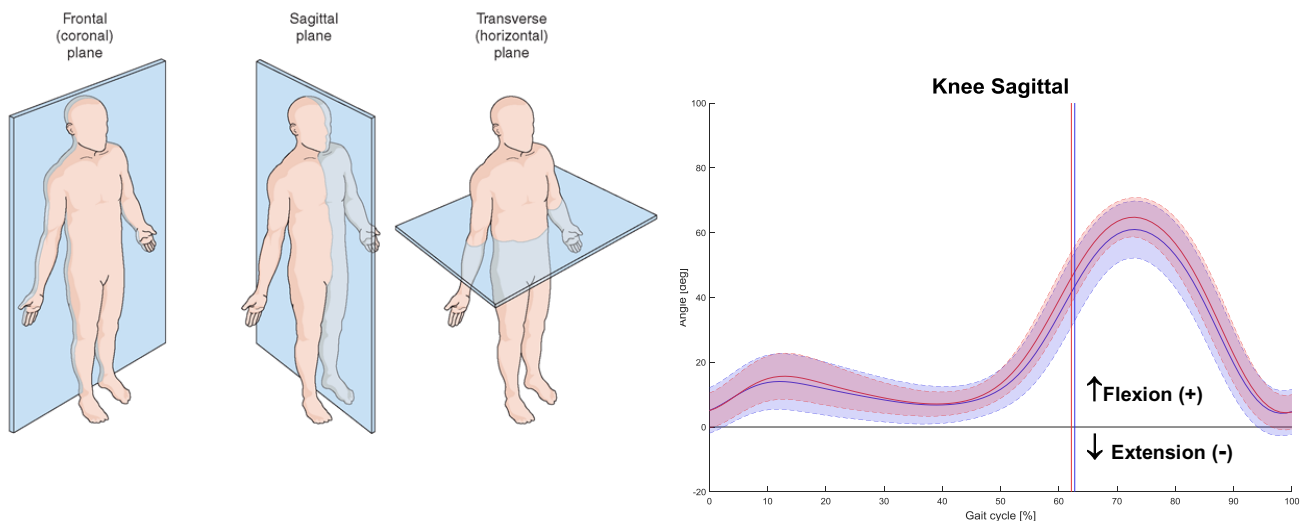 Frontal
(coronal)
plane
Sagittal
plane
Transverse
(horizontal)
plane
Knee Sagittal
100
80
60
40
20
0
-20
Angle [deg]
↑Flexion (+)
↓ Extension (-)
0
10
20
30
40
50
60
70
80
90
100
Gait cycle [%]